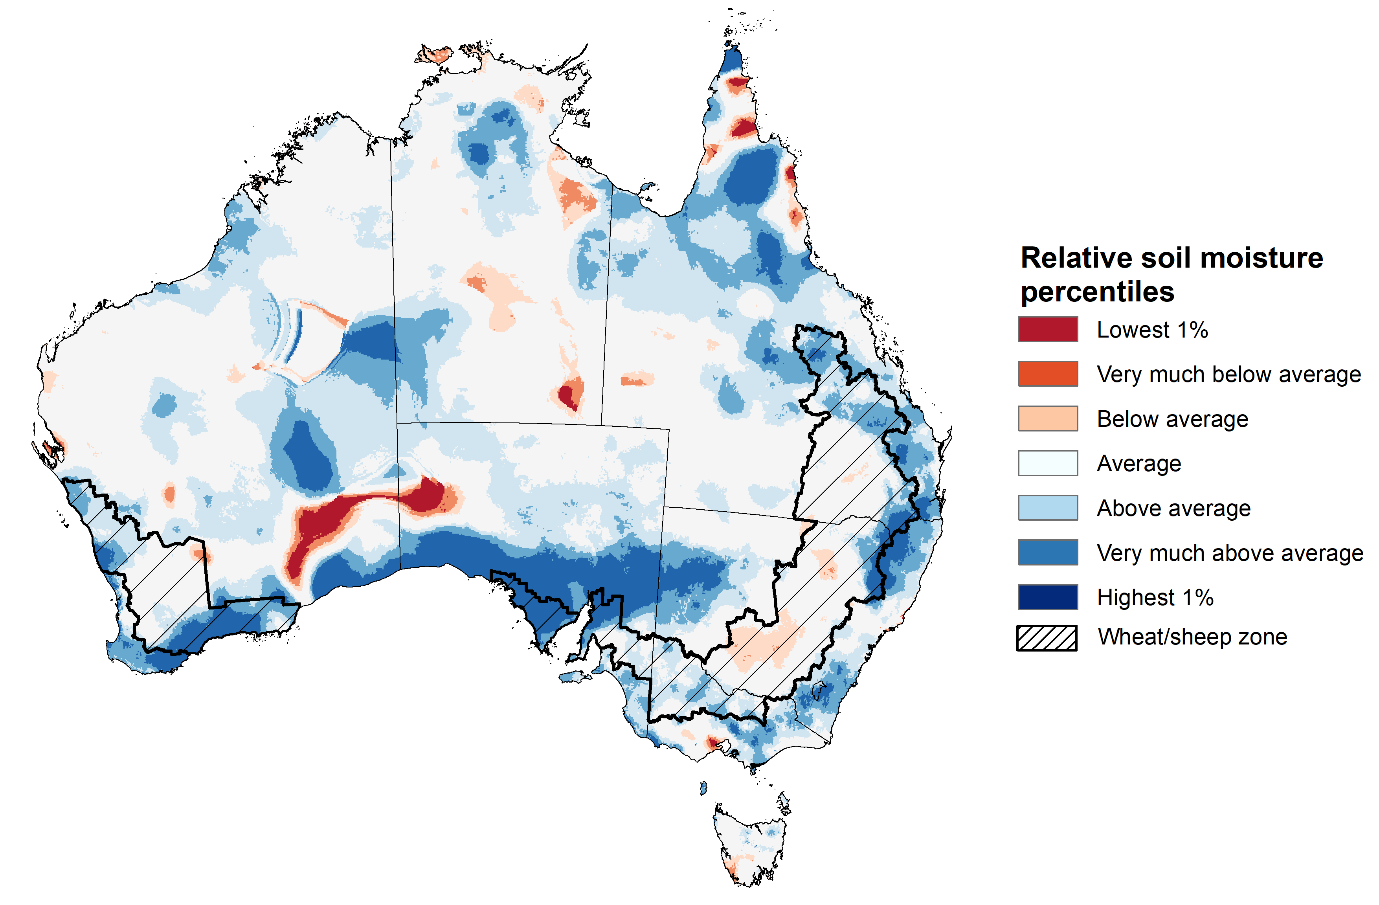 Relative soil moisture
percentiles
Lowest 1%
Very much below average
Below average
Average
Above average
Very much above average
Highest 1%
Wheat/sheep zone